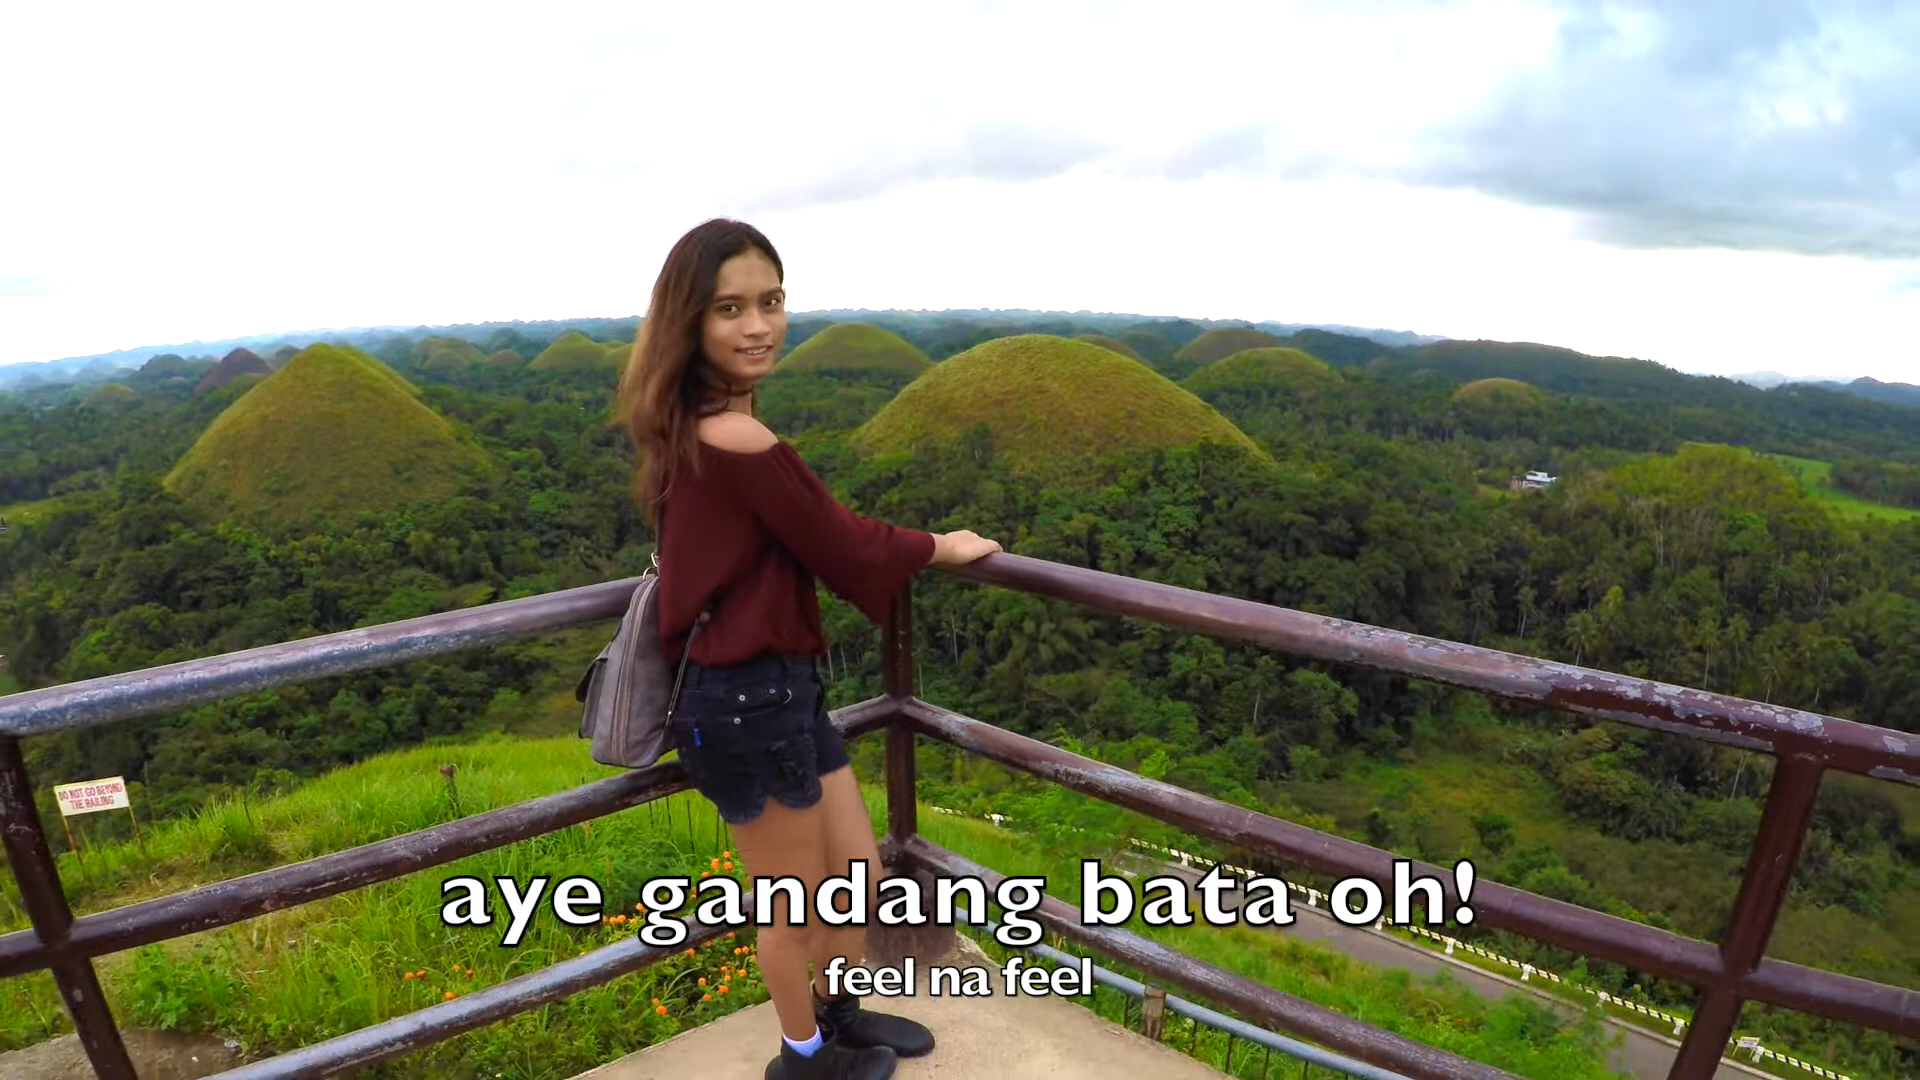 DO NOT GO BEYOND
THE RAILING
aye gandang bata oh!
feel na feel